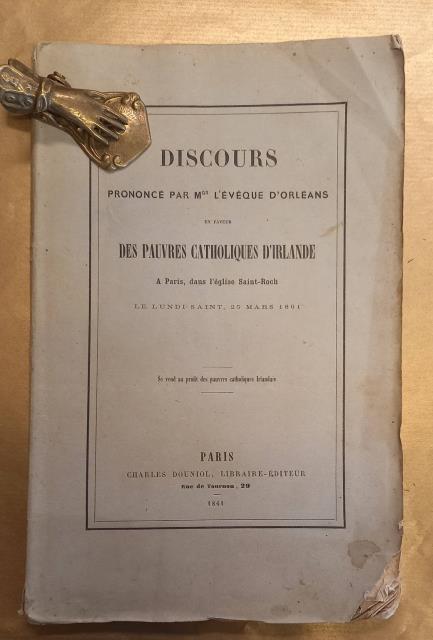 DISCOURS
PRONONCÉ PAR Mgr L'ÉVÊQUE D'ORLÉANS
EN FAVEUR
DES PAUVRES CATHOLIQUES D'IRLANDE
A Paris, dans l'église Saint-Roch
LE LUNDI SAINT, 25 MARS 1861
Se vend au profit des pauvres catholiques Irlandais
PARIS
CHARLES DOUNIOL, LIBRAIRE-ÉDITEUR
Rue de Tournon, 29
1861